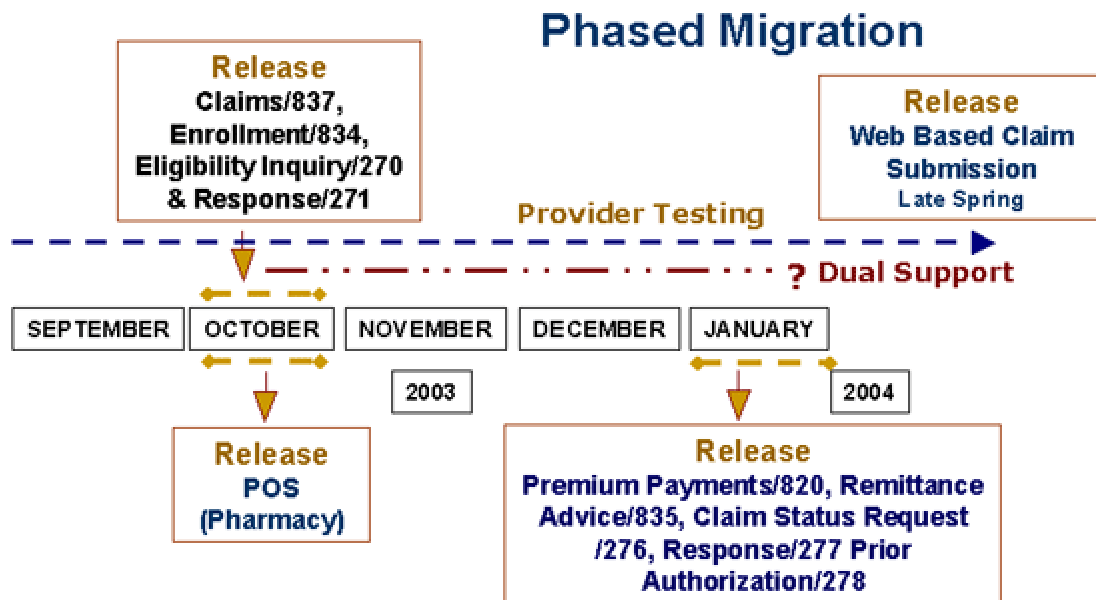 Phased Migration
Release
Claims/837,
Enrollment/834,
Eligibility Inquiry/270
& Response/271
Release
Web Based Claim
Submission
Late Spring
Provider Testing
? Dual Support
SEPTEMBER
OCTOBER
NOVEMBER
DECEMBER
JANUARY
2003
2004
Release
POS
(Pharmacy)
Release
Premium Payments/820, Remittance
Advice/835, Claim Status Request
/276, Response/277 Prior
Authorization/278